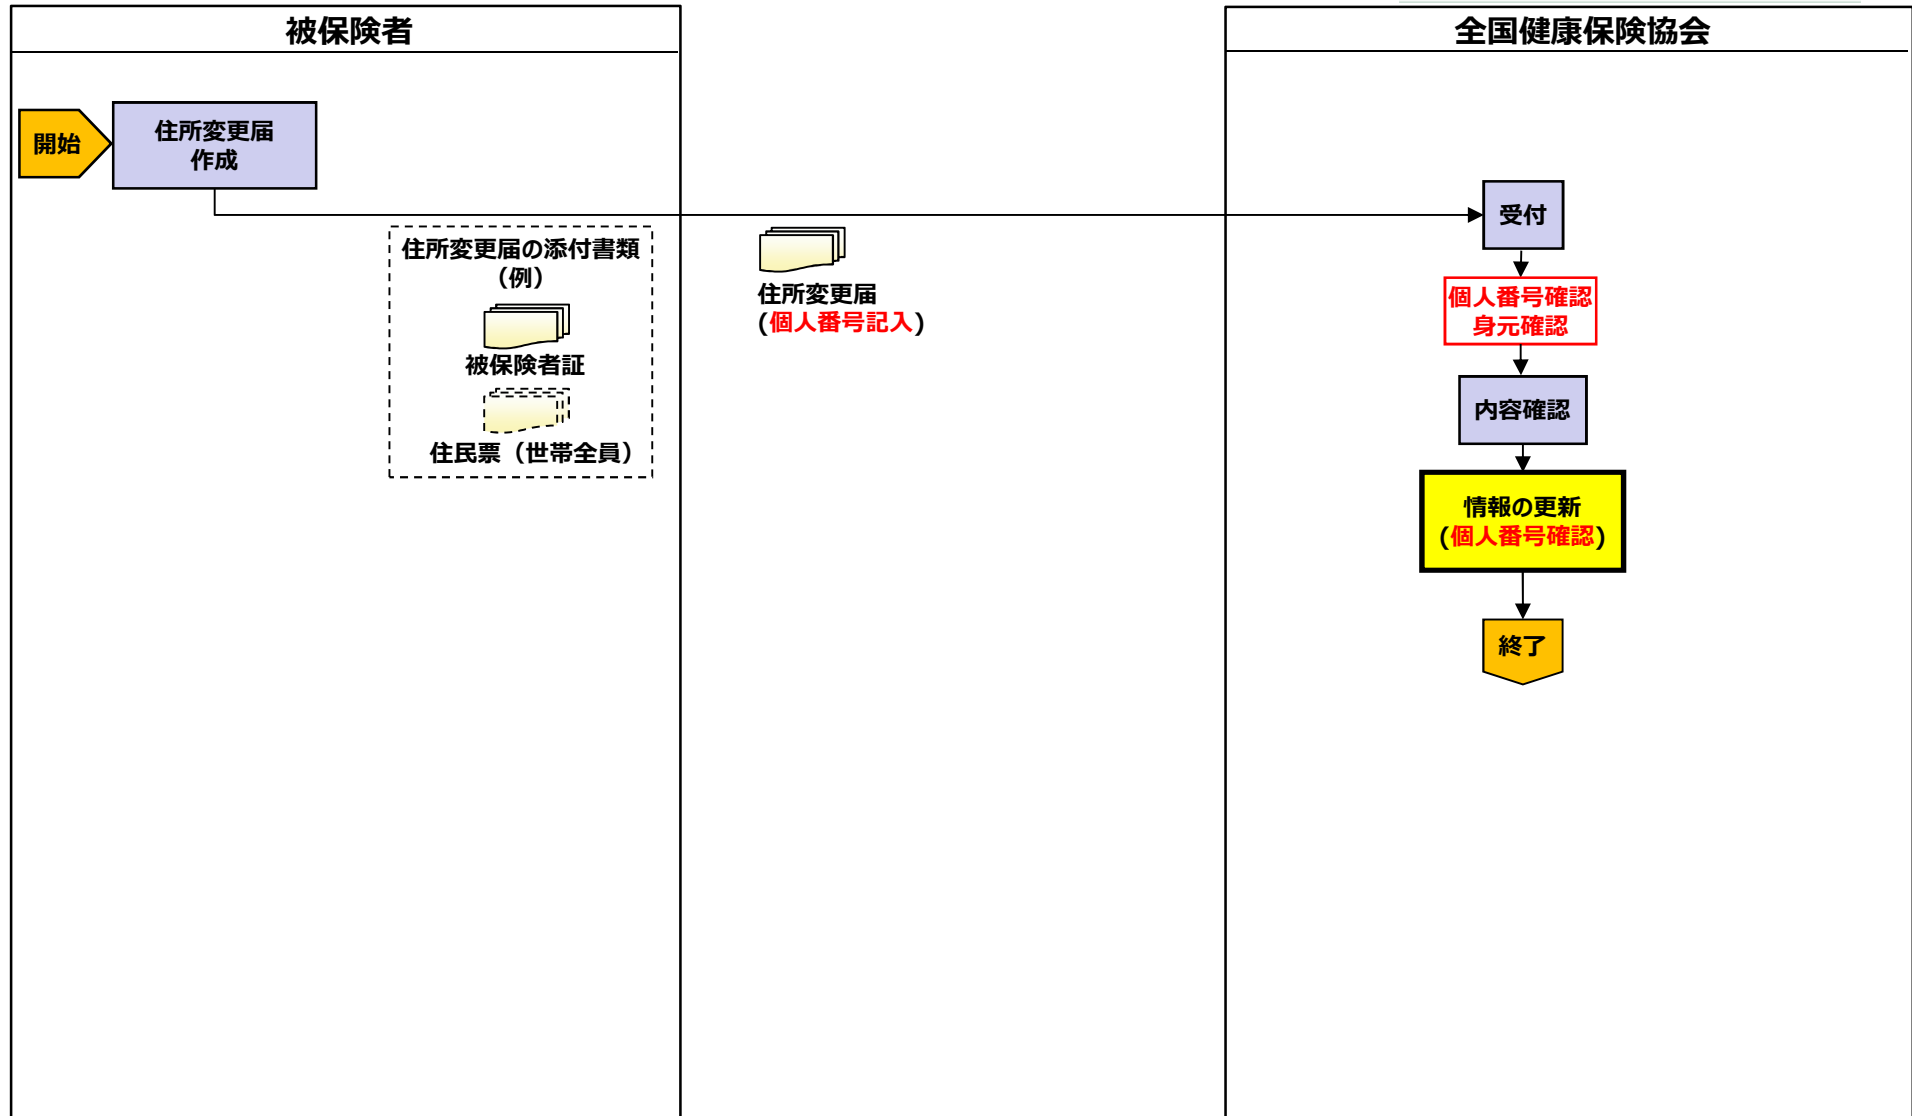 被保険者
全国健康保険協会
開始
住所変更届
作成
受付
住所変更届の添付書類
（例）
被保険者証
住民票（世帯全員）
住所変更届
(個人番号記入)
個人番号確認
身元確認
内容確認
情報の更新
(個人番号確認)
終了